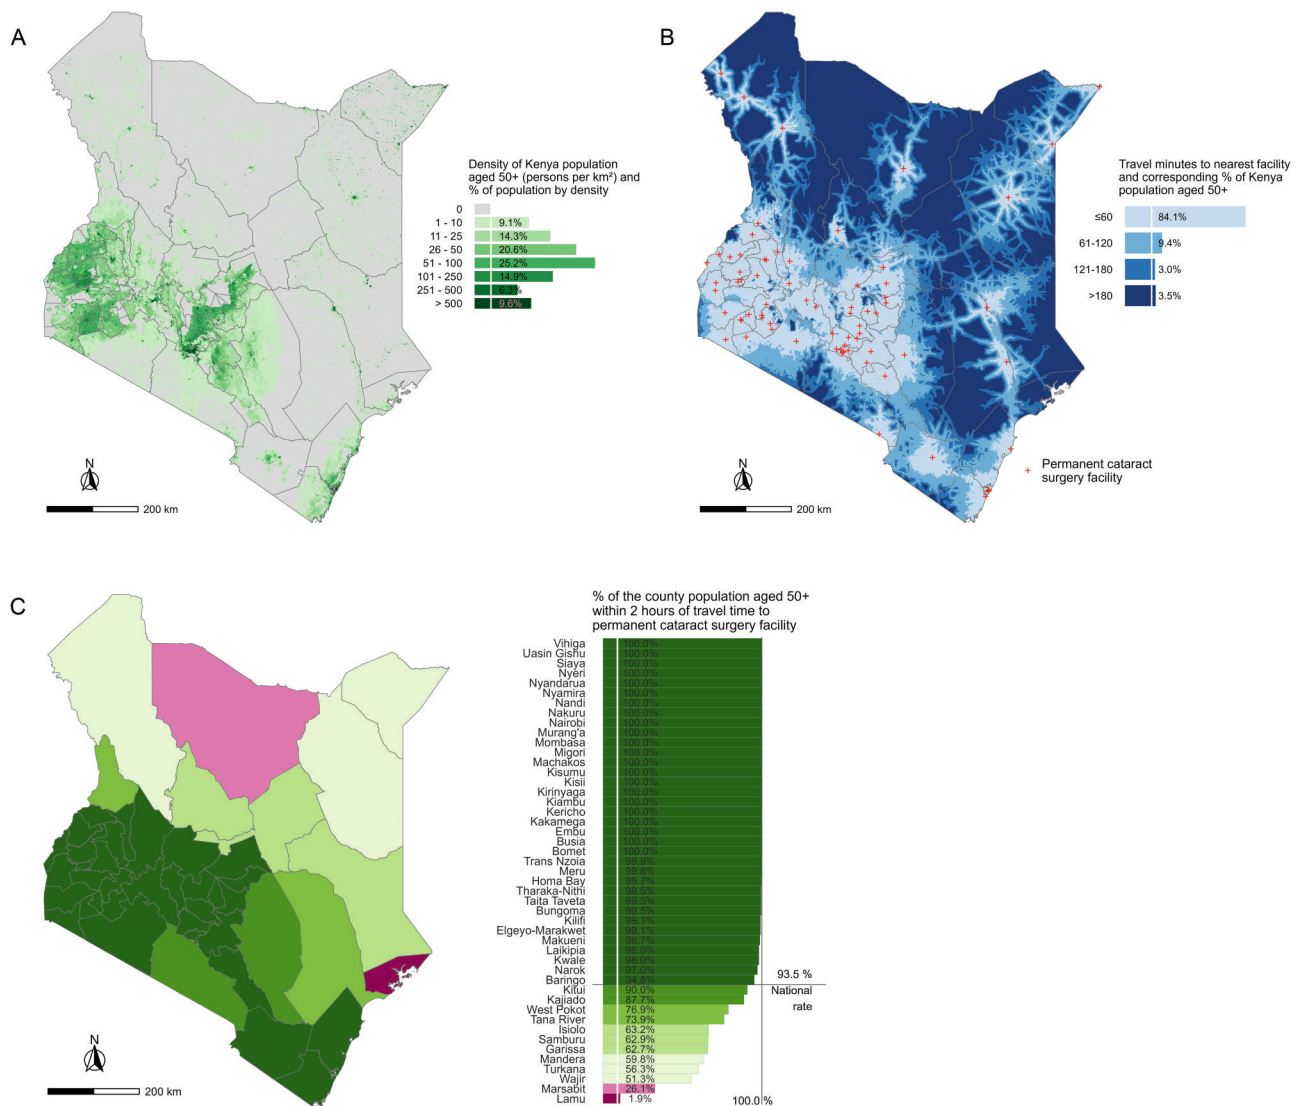 A
Density of Kenya population
aged 50+ (persons per km²) and
% of population by density
0
1 - 10 9.1%
11 - 25 14.3%
26 - 50 20.6%
51 - 100 25.2%
101 - 250 14.9%
251 - 500 6.3%
> 500 9.6%
N
200 km
B
Travel minutes to nearest facility
and corresponding % of Kenya
population aged 50+
≤60 84.1%
61-120 9.4%
121-180 3.0%
>180 3.5%
Permanent cataract
surgery facility
N
200 km
C
N
200 km
% of the county population aged 50+
within 2 hours of travel time to
permanent cataract surgery facility
Vihiga 100.0%
Uasin Gishu 100.0%
Siaya 100.0%
Nyeri 100.0%
Nyandarua 100.0%
Nyamira 100.0%
Nandi 100.0%
Nakuru 100.0%
Nairobi 100.0%
Murang'a 100.0%
Mombasa 100.0%
Migori 100.0%
Machakos 100.0%
Kisumu 100.0%
Kisii 100.0%
Kirinyaga 100.0%
Kiambu 100.0%
Kericho 100.0%
Kakamega 100.0%
Embu 100.0%
Busia 100.0%
Bomet 100.0%
Trans Nzoia 99.9%
Meru 99.8%
Homa Bay 99.7%
Tharaka-Nithi 99.5%
Taita Taveta 99.5%
Bungoma 99.5%
Kilifi 99.1%
Elgeyo-Marakwet 99.1%
Makueni 98.7%
Laikipia 98.0%
Kwale 98.0%
Narok 97.0%
Baringo 94.8%
93.5 %
National
rate
Kitui 90.0%
Kajiado 87.7%
West Pokot 76.9%
Tana River 73.9%
Isiolo 63.2%
Samburu 62.9%
Garissa 62.7%
Mandera 59.8%
Turkana 56.3%
Wajir 51.3%
Marsabit 26.1%
Lamu 1.9%
100.0 %